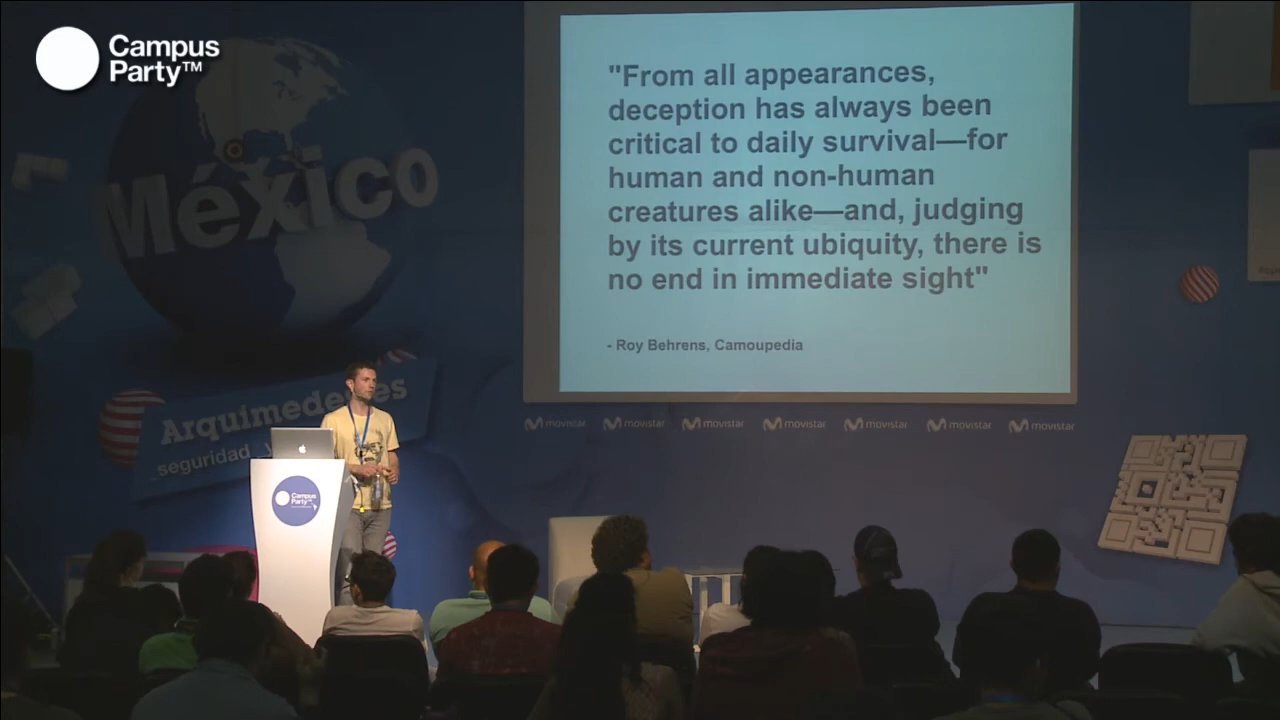 Campus
Party™
México
Arquimedes
seguridad y
"From all appearances,
deception has always been
critical to daily survival—for
human and non-human
creatures alike—and, judging
by its current ubiquity, there is
no end in immediate sight"
- Roy Behrens, Camoupedia
movistar movistar movistar movistar movistar movistar movistar
Campus
Party™